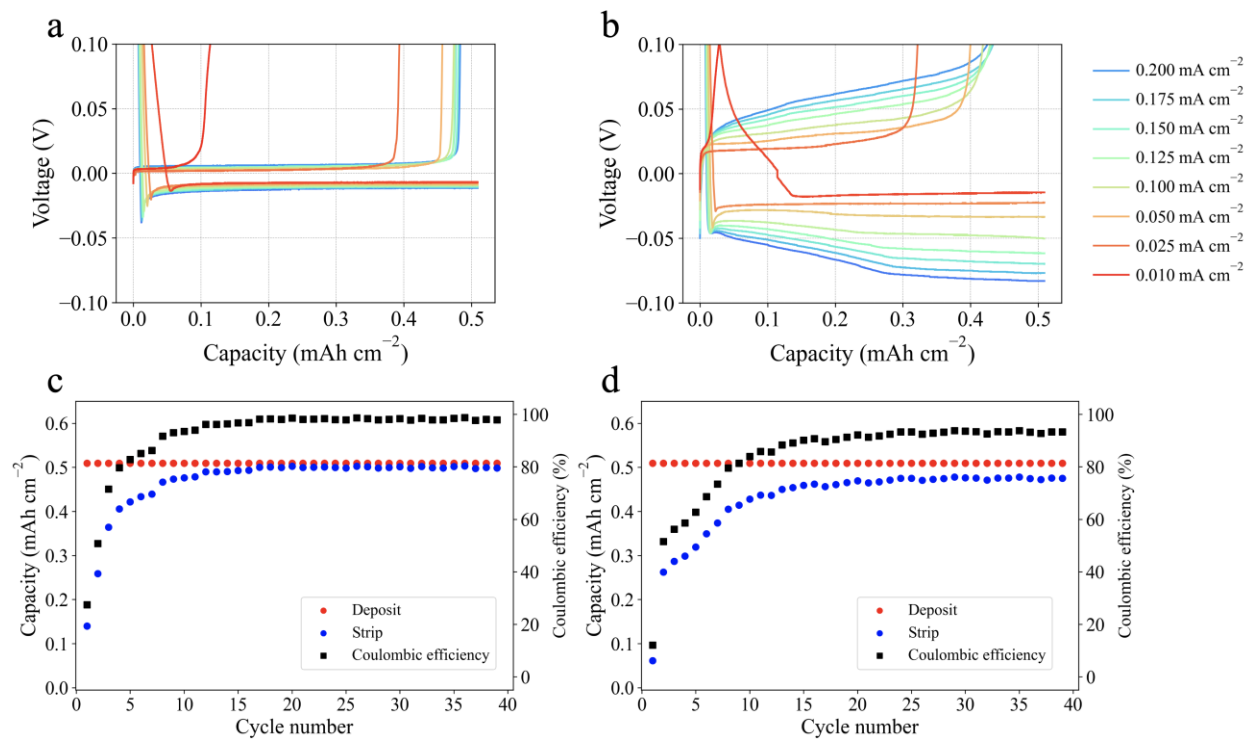 a
0.10
0.05
0.00
−0.05
−0.10
Voltage (V)
0.0 0.1 0.2 0.3 0.4 0.5
Capacity (mAh cm⁻²)
b
0.10
0.05
0.00
−0.05
−0.10
Voltage (V)
0.0 0.1 0.2 0.3 0.4 0.5
Capacity (mAh cm⁻²)
0.200 mA cm⁻²
0.175 mA cm⁻²
0.150 mA cm⁻²
0.125 mA cm⁻²
0.100 mA cm⁻²
0.050 mA cm⁻²
0.025 mA cm⁻²
0.010 mA cm⁻²
c
0.6
0.5
0.4
0.3
0.2
0.1
0.0
Capacity (mAh cm⁻²)
100
80
60
40
20
0
Coulombic efficiency (%)
Deposit
Strip
Coulombic efficiency
0 5 10 15 20 25 30 35 40
Cycle number
d
0.6
0.5
0.4
0.3
0.2
0.1
0.0
Capacity (mAh cm⁻²)
100
80
60
40
20
0
Coulombic efficiency (%)
Deposit
Strip
Coulombic efficiency
0 5 10 15 20 25 30 35 40
Cycle number